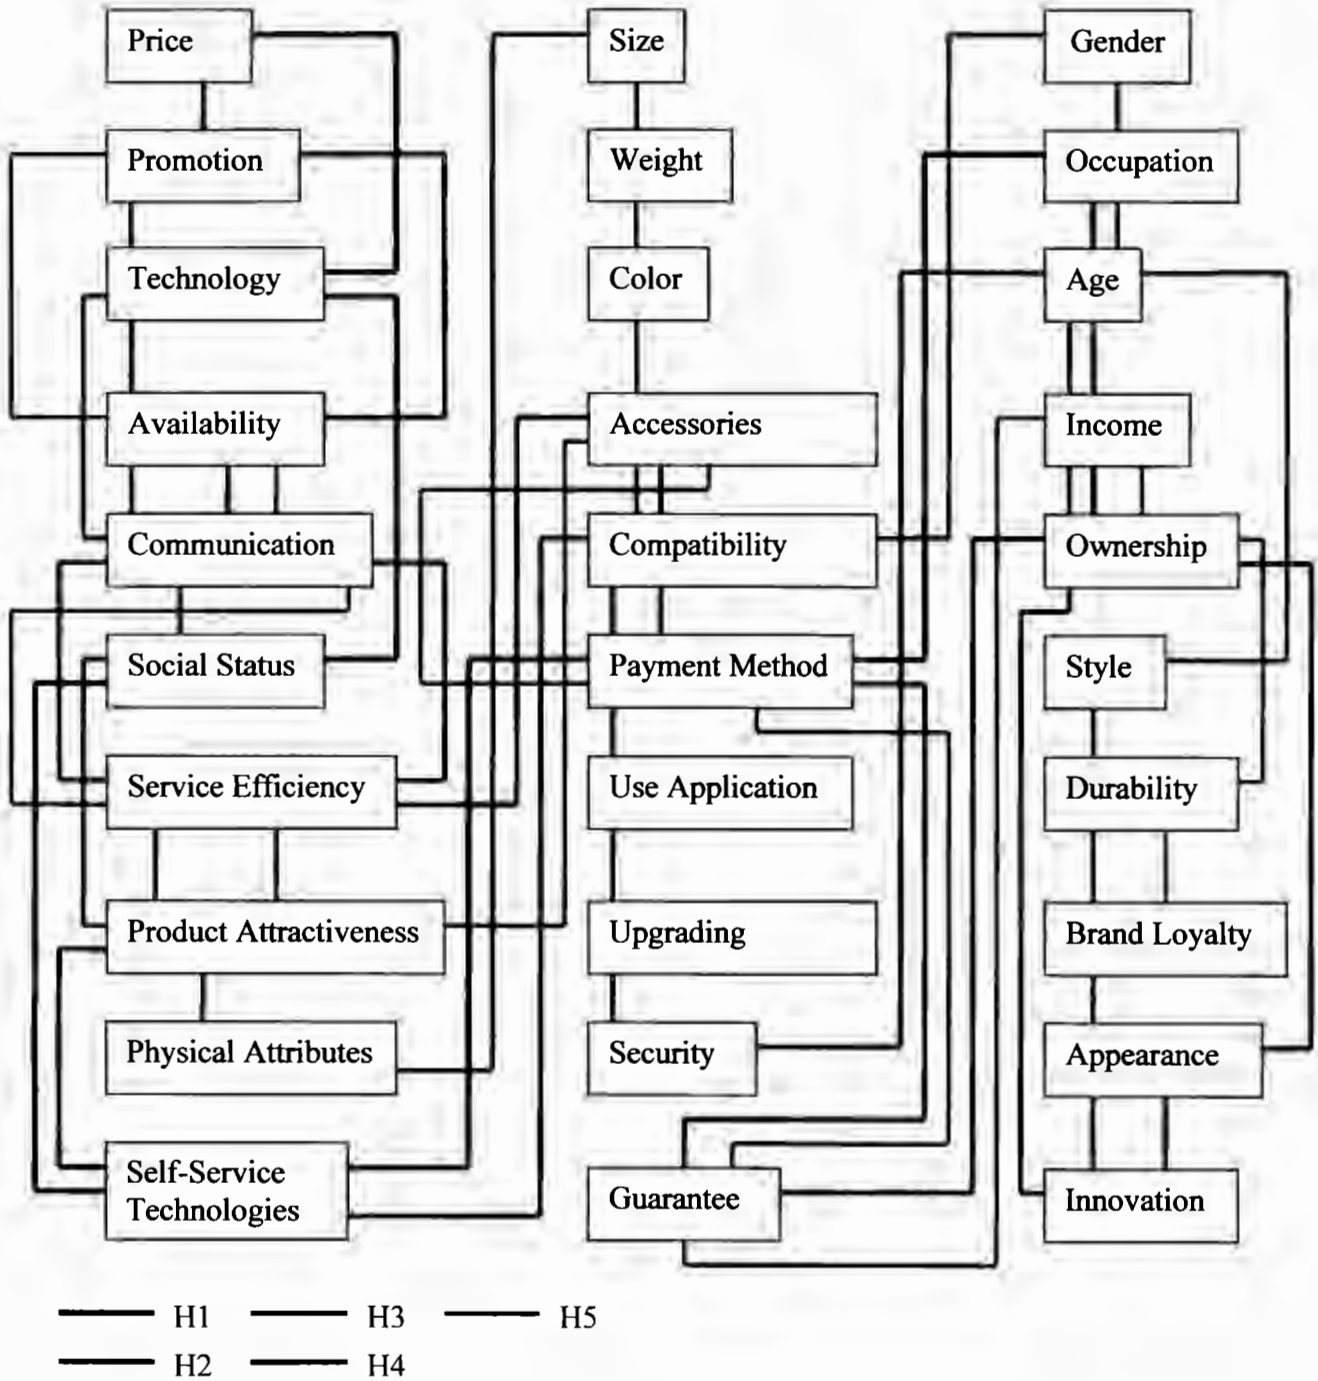 Price
Promotion
Technology
Availability
Communication
Social Status
Service Efficiency
Product Attractiveness
Physical Attributes
Self-Service
Technologies
Size
Weight
Color
Accessories
Compatibility
Payment Method
Use Application
Upgrading
Security
Guarantee
Gender
Occupation
Age
Income
Ownership
Style
Durability
Brand Loyalty
Appearance
Innovation
H1 H3 H5
H2 H4